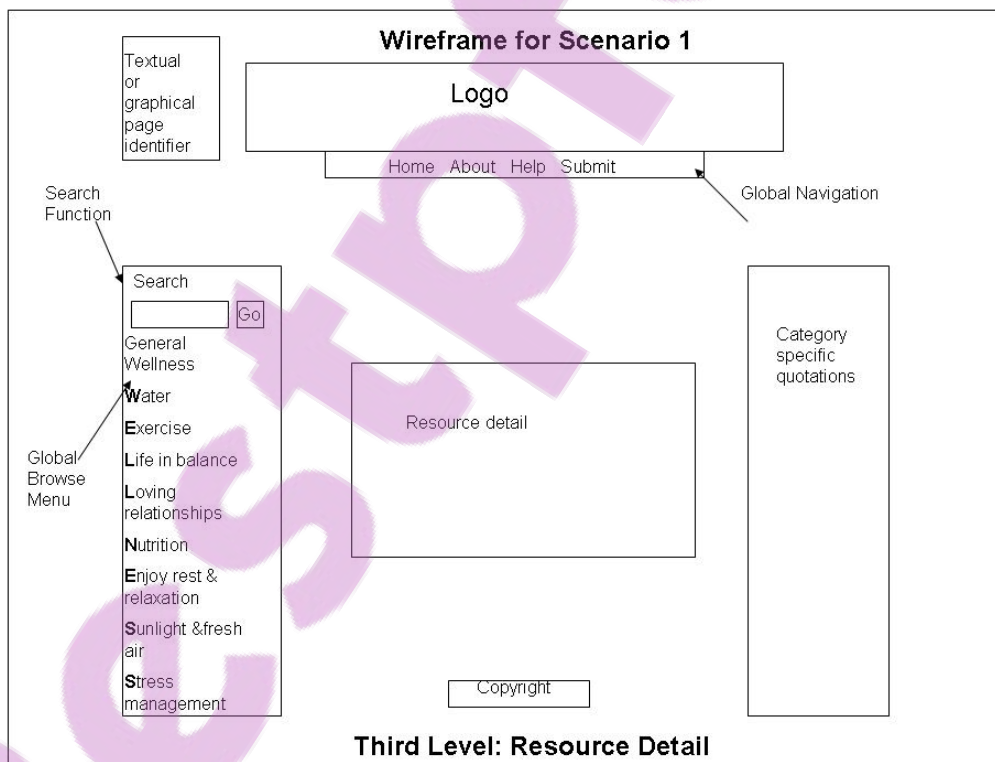 Wireframe for Scenario 1
Textual
or
graphical
page
identifier
Logo
Home About Help Submit
Global Navigation
Search
Function
Search
Go
General
Wellness
Water
Exercise
Life in balance
Loving
relationships
Nutrition
Enjoy rest &
relaxation
Sunlight &fresh
air
Stress
management
Global
Browse
Menu
Resource detail
Category
specific
quotations
Copyright
Third Level: Resource Detail